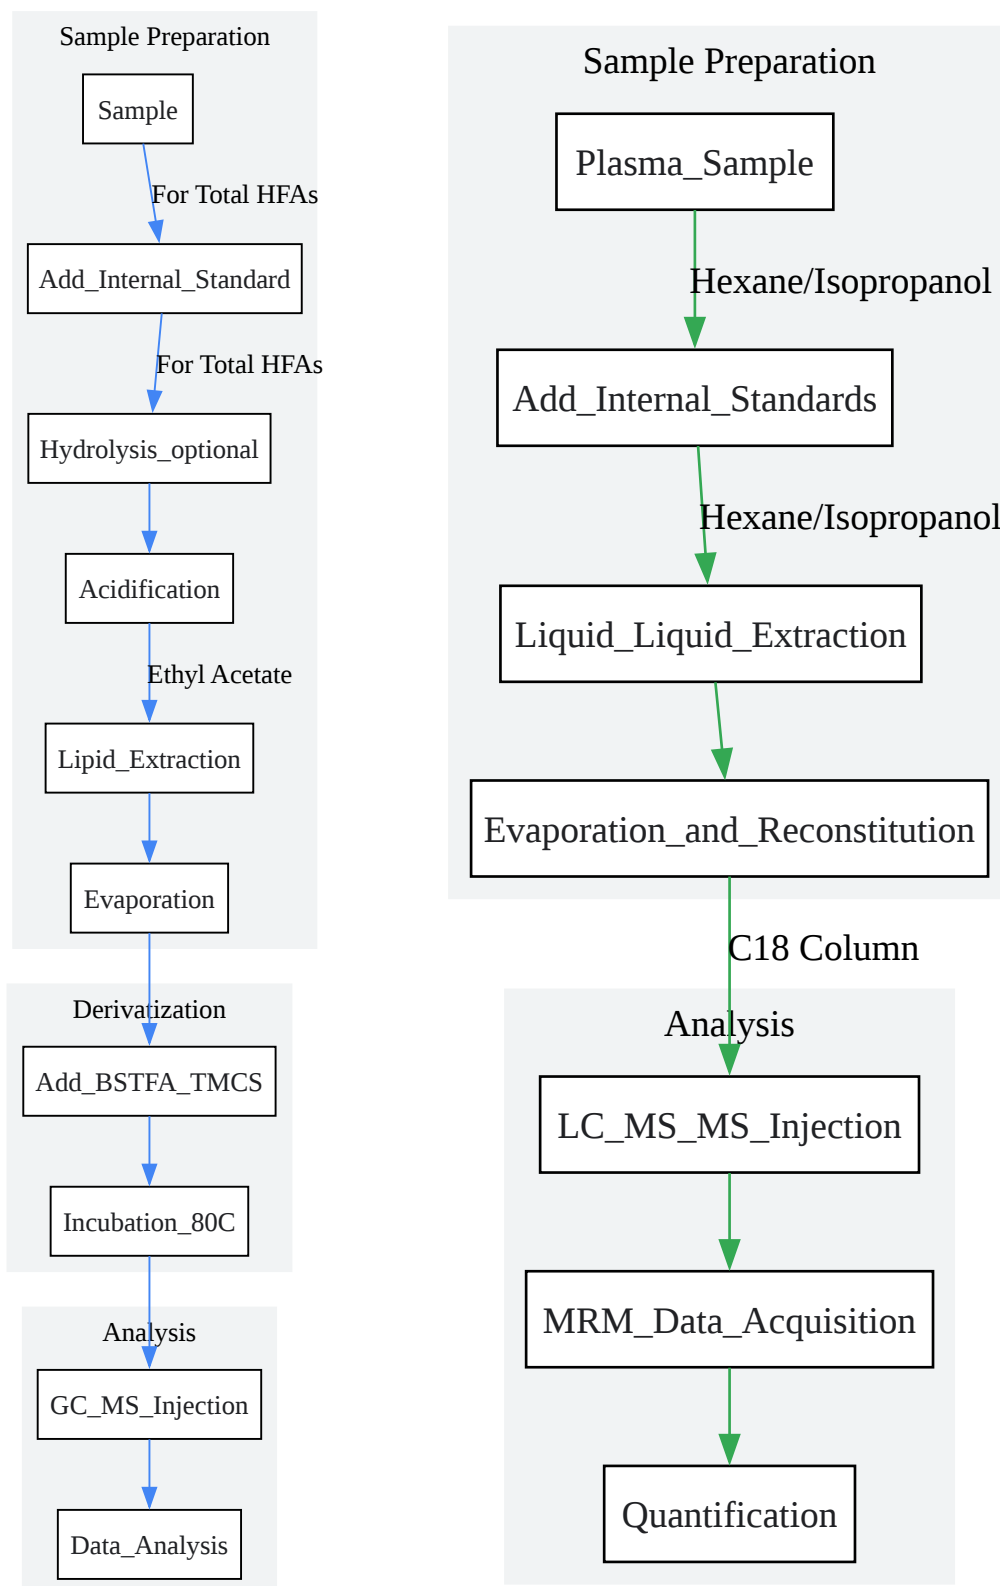 Sample Preparation
Sample
For Total HFAs
Add_Internal_Standard
For Total HFAs
Hydrolysis_optional
Acidification
Ethyl Acetate
Lipid_Extraction
Evaporation
Derivatization
Add_BSTFA_TMCS
Incubation_80C
Analysis
GC_MS_Injection
Data_Analysis
Sample Preparation
Plasma_Sample
Hexane/Isopropanol
Add_Internal_Standards
Hexane/Isopropanol
Liquid_Liquid_Extraction
Evaporation_and_Reconstitution
C18 Column
Analysis
LC_MS_MS_Injection
MRM_Data_Acquisition
Quantification